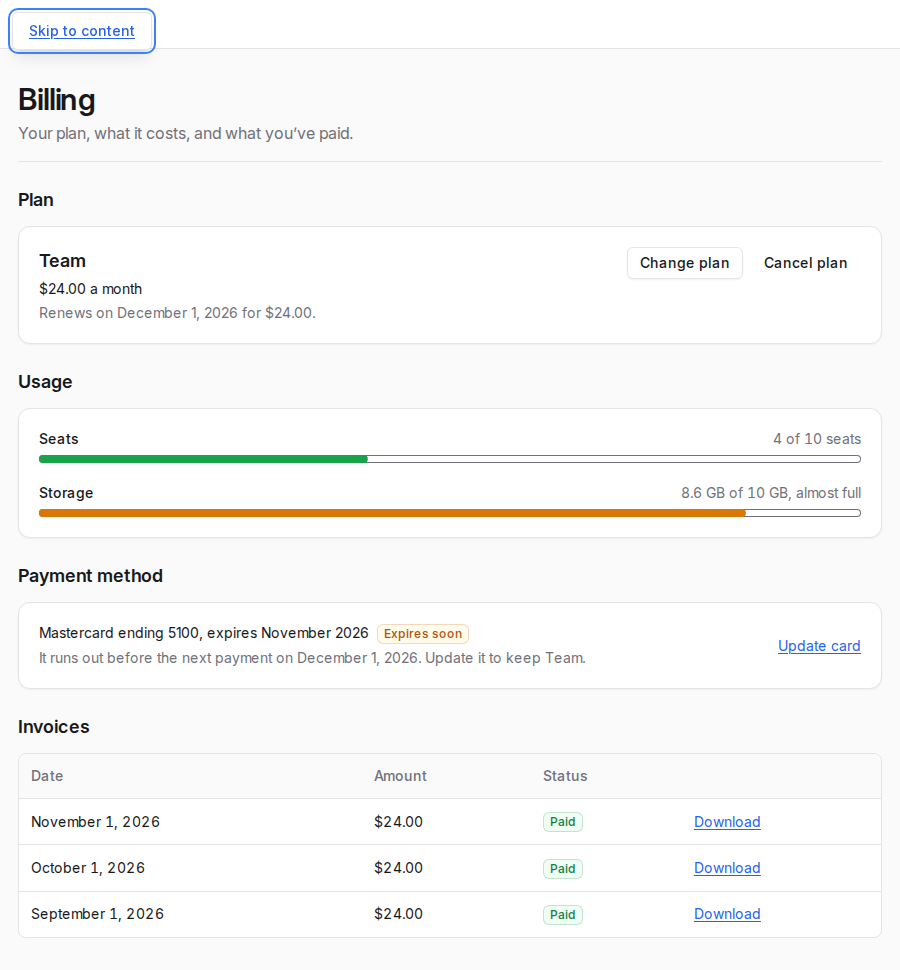 Skip to content
Billing
Your plan, what it costs, and what you’ve paid.
Plan
Team
Change plan
Cancel plan
$24.00 a month
Renews on December 1, 2026 for $24.00.
Usage
Seats
4 of 10 seats
Storage
8.6 GB of 10 GB, almost full
Payment method
Mastercard ending 5100, expires November 2026 Expires soon
It runs out before the next payment on December 1, 2026. Update it to keep Team.
Update card
Invoices
Date Amount Status
November 1, 2026 $24.00 Paid Download
October 1, 2026 $24.00 Paid Download
September 1, 2026 $24.00 Paid Download